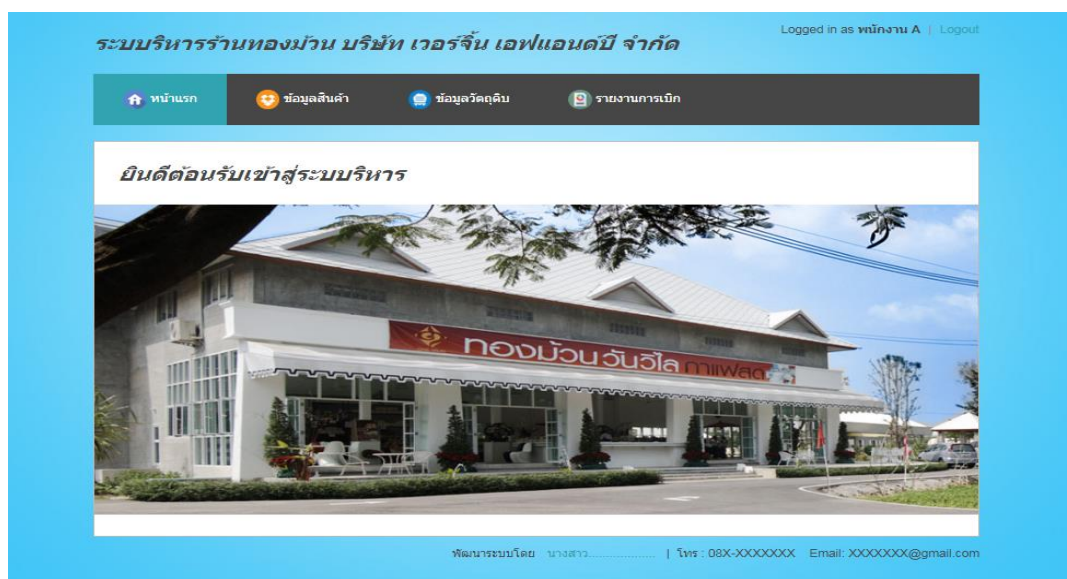 ระบบบริหารร้านทองม้วน บริษัท เวอร์จิ้น เอฟแอนด์บี จำกัด
Logged in as พนักงาน A | Logout
หน้าแรก ข้อมูลสินค้า ข้อมูลวัตถุดิบ รายงานการเบิก
ยินดีต้อนรับเข้าสู่ระบบบริหาร
ทองม้วนวันวิไล กาแฟสด
พัฒนาระบบโดย นางสาว.................. | โทร : 08X-XXXXXXX Email: XXXXXXX@gmail.com